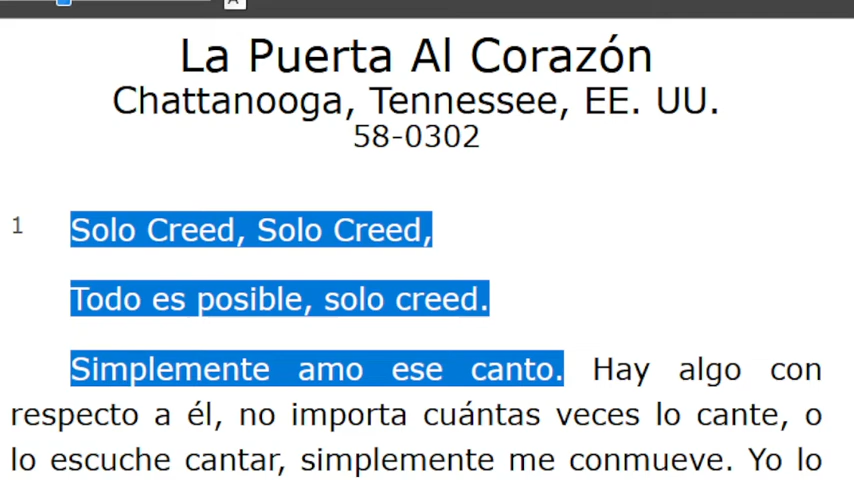 La Puerta Al Corazón
Chattanooga, Tennessee, EE. UU.
58-0302
1 Solo Creed, Solo Creed,
Todo es posible, solo creed.
Simplemente amo ese canto. Hay algo con
respecto a él, no importa cuántas veces lo cante, o
lo escuche cantar, simplemente me conmueve. Yo lo